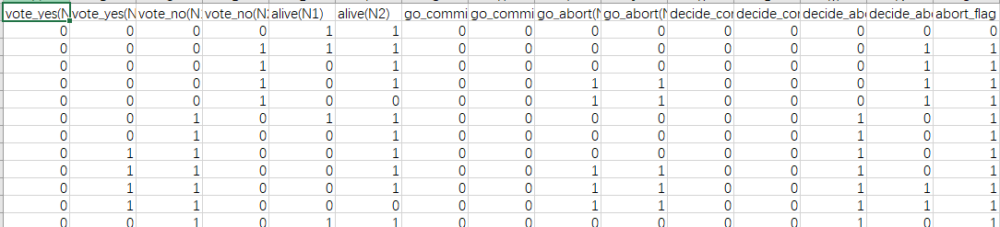 vote_yes(N vote_yes(N vote_no(N vote_no(N alive(N1) alive(N2) go_commi go_commi go_abort(N go_abort(N decide_co decide_co decide_abo decide_abo abort_flag
0 0 0 0 1 1 0 0 0 0 0 0 0 0 0
0 0 0 1 1 1 0 0 0 0 0 0 0 1 1
0 0 0 1 0 1 0 0 0 0 0 0 0 1 1
0 0 0 1 0 1 0 0 1 1 0 0 0 1 1
0 0 0 1 0 0 0 0 1 1 0 0 0 1 1
0 0 1 0 1 1 0 0 0 0 0 0 1 0 1
0 0 1 0 0 1 0 0 0 0 0 0 1 0 1
0 1 1 0 0 1 0 0 0 0 0 0 1 0 1
0 1 1 0 0 1 0 0 1 1 0 0 1 0 1
0 1 1 0 0 1 0 0 1 1 0 0 1 1 1
0 1 1 0 0 0 0 0 1 1 0 0 1 1 1
0 0 1 0 1 1 0 0 0 0 0 0 1 0 1